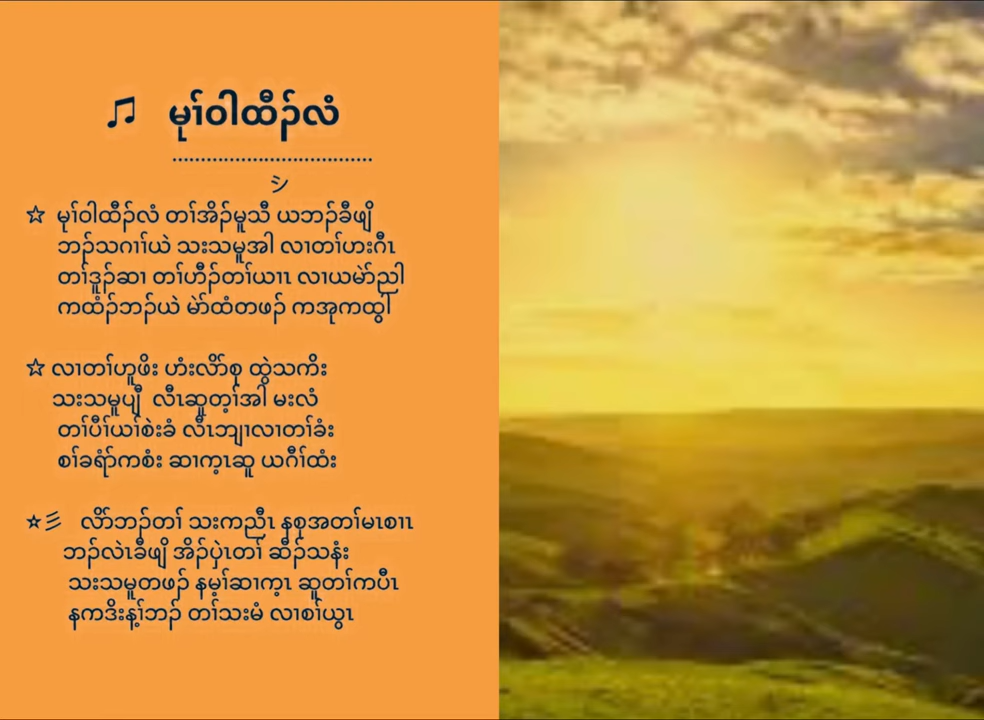 မုၢ်ဝါထီၣ်လံ
မုၢ်ဝါထီၣ်လံ တၢ်အိၣ်မူသီ ယဘၣ်ခီဖျိ
ဘၣ်သဂၢၢ်ယဲ သးသမူအါ လၢတၢ်ဟးဂီၤ
တၢ်ဒူၣ်ဆၢ တၢ်ဟီၣ်တၢ်ယၢၤ လၢယမဲာ်ညါ
ကထံၣ်ဘၣ်ယဲ မဲာ်ထံတဖၣ် ကအုကထွါ
လၢတၢ်ဟူဖိး ဟံးလိာ်စု ထွဲသကိး
သးသမူပျီ လီၤဆူတ့ၢ်အါ မးလံ
တၢ်ပီၢ်ယၢ်စဲးခံ လီၤဘျၢလၢတၢ်ခံး
စၢ်ခရံာ်ကစံး ဆၢက့ၤဆူ ယဂီၢ်ထံး
လိာ်ဘၣ်တၢ် သးကညီၤ နစုအတၢ်မၤစၢၤ
ဘၣ်လဲၤခီဖျိ အိၣ်ပှဲၤတၢ် ဆီၣ်သနံး
သးသမူတဖၣ် နမ့ၢ်ဆၢက့ၤ ဆူတၢ်ကပီၤ
နကဒိးန့ၢ်ဘၣ် တၢ်သးမံ လၢစၢ်ယွၤ